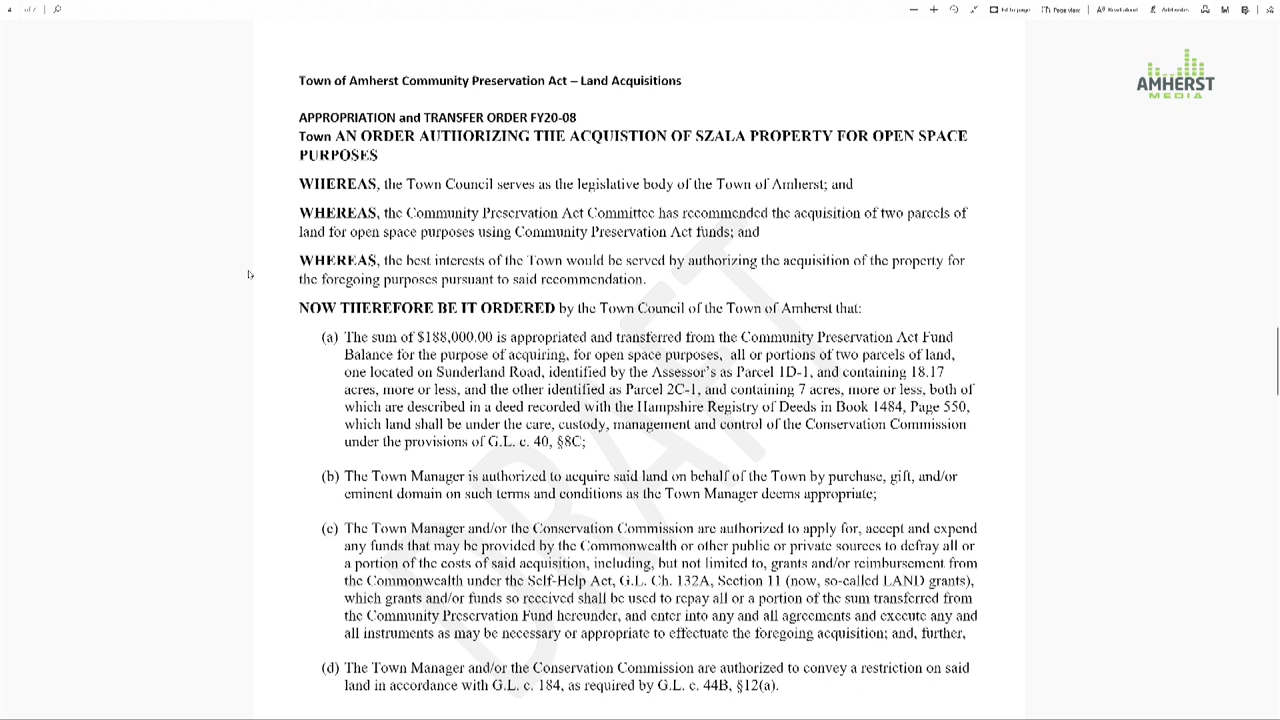 4 of 7
Fit to page
Page view
Read aloud
Add notes
AMHERST
MEDIA
Town of Amherst Community Preservation Act – Land Acquisitions
APPROPRIATION and TRANSFER ORDER FY20-08
Town AN ORDER AUTHORIZING THE ACQUISTION OF SZALA PROPERTY FOR OPEN SPACE
PURPOSES
WHEREAS, the Town Council serves as the legislative body of the Town of Amherst; and
WHEREAS, the Community Preservation Act Committee has recommended the acquisition of two parcels of
land for open space purposes using Community Preservation Act funds; and
WHEREAS, the best interests of the Town would be served by authorizing the acquisition of the property for
the foregoing purposes pursuant to said recommendation.
NOW THEREFORE BE IT ORDERED by the Town Council of the Town of Amherst that:
(a) The sum of $188,000.00 is appropriated and transferred from the Community Preservation Act Fund
Balance for the purpose of acquiring, for open space purposes, all or portions of two parcels of land,
one located on Sunderland Road, identified by the Assessor's as Parcel 1D-1, and containing 18.17
acres, more or less, and the other identified as Parcel 2C-1, and containing 7 acres, more or less, both of
which are described in a deed recorded with the Hampshire Registry of Deeds in Book 1484, Page 550,
which land shall be under the care, custody, management and control of the Conservation Commission
under the provisions of G.L. c. 40, §8C;
(b) The Town Manager is authorized to acquire said land on behalf of the Town by purchase, gift, and/or
eminent domain on such terms and conditions as the Town Manager deems appropriate;
(c) The Town Manager and/or the Conservation Commission are authorized to apply for, accept and expend
any funds that may be provided by the Commonwealth or other public or private sources to defray all or
a portion of the costs of said acquisition, including, but not limited to, grants and/or reimbursement from
the Commonwealth under the Self-Help Act, G.L. Ch. 132A, Section 11 (now, so-called LAND grants),
which grants and/or funds so received shall be used to repay all or a portion of the sum transferred from
the Community Preservation Fund hereunder, and enter into any and all agreements and execute any and
all instruments as may be necessary or appropriate to effectuate the foregoing acquisition; and, further,
(d) The Town Manager and/or the Conservation Commission are authorized to convey a restriction on said
land in accordance with G.L. c. 184, as required by G.L. c. 44B, §12(a).
DRAFT